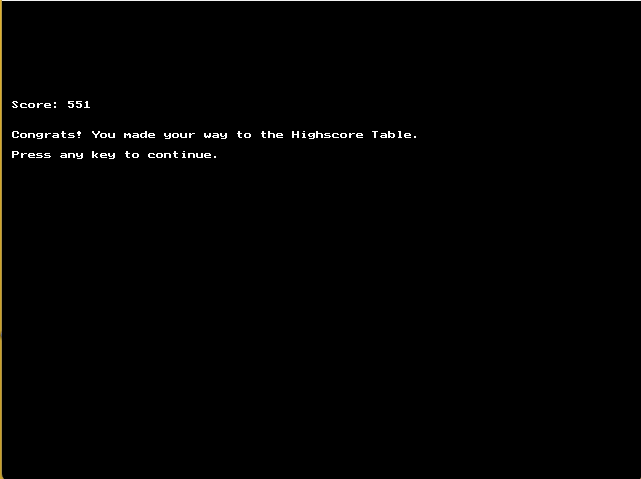 Score: 551
Congrats! You made your way to the Highscore Table.
Press any key to continue.